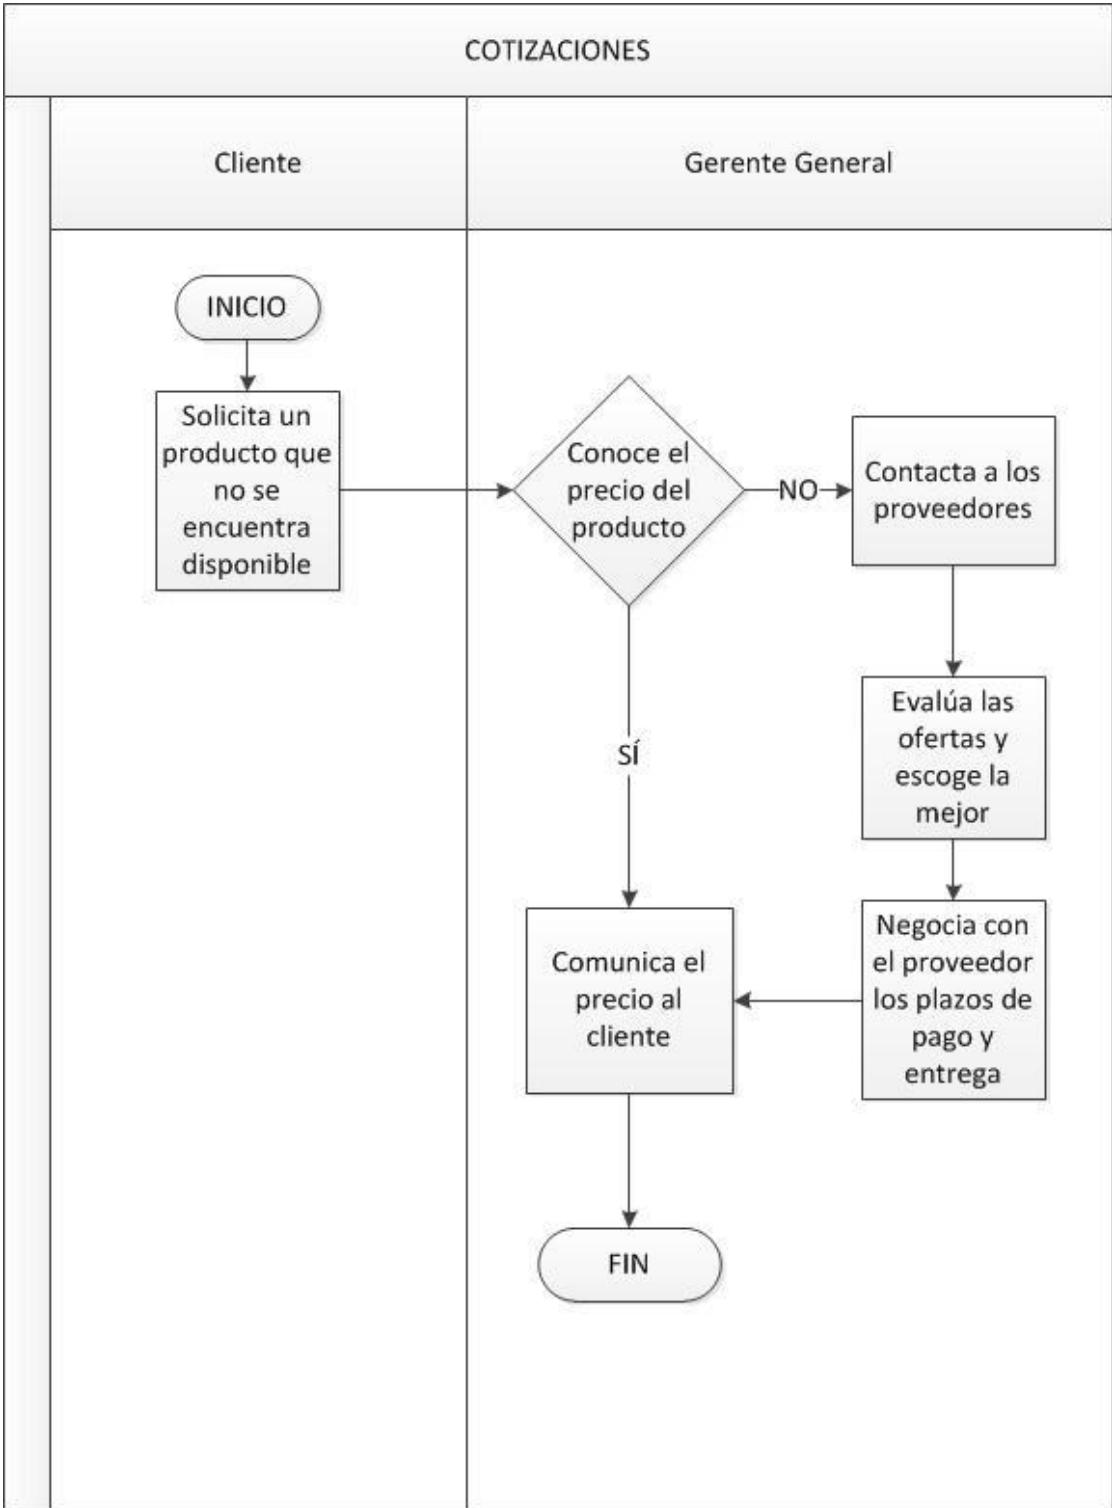 COTIZACIONES
Cliente
Gerente General
INICIO
Solicita un
producto que
no se
encuentra
disponible
Conoce el
precio del
producto
NO
Contacta a los
proveedores
Evalúa las
ofertas y
escoge la
mejor
SÍ
Negocia con
el proveedor
los plazos de
pago y
entrega
Comunica el
precio al
cliente
FIN